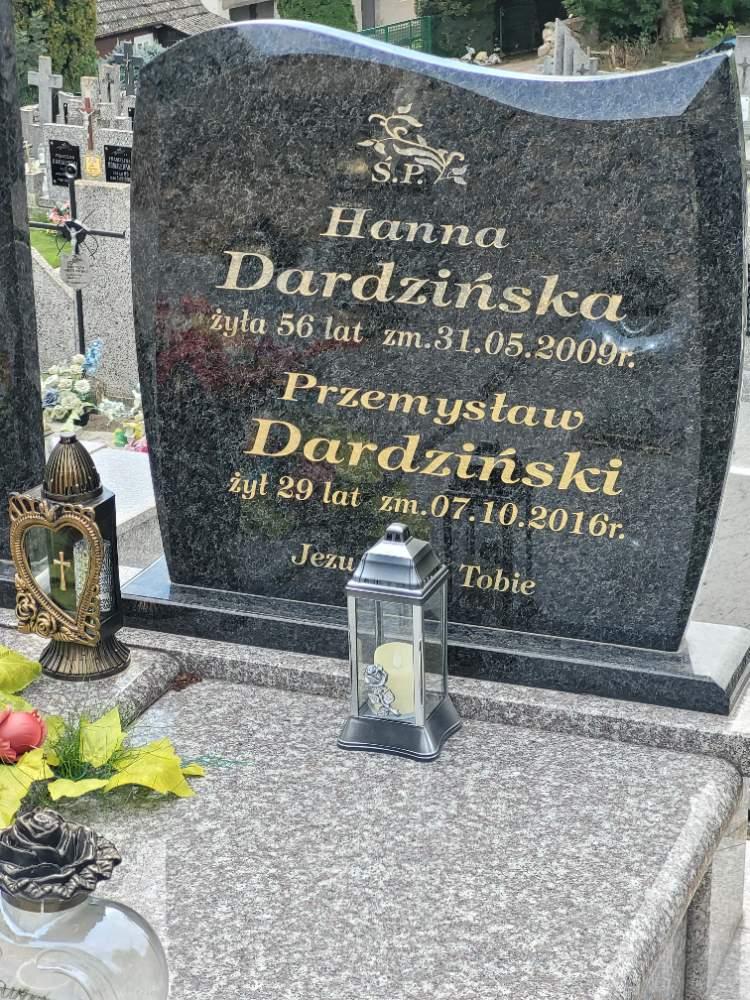 Ś.P.
Hanna
Dardzińska
żyła 56 lat zm.31.05.2009r.
Przemysław
Dardziński
żył 29 lat zm.07.10.2016r.
Jezu Tobie